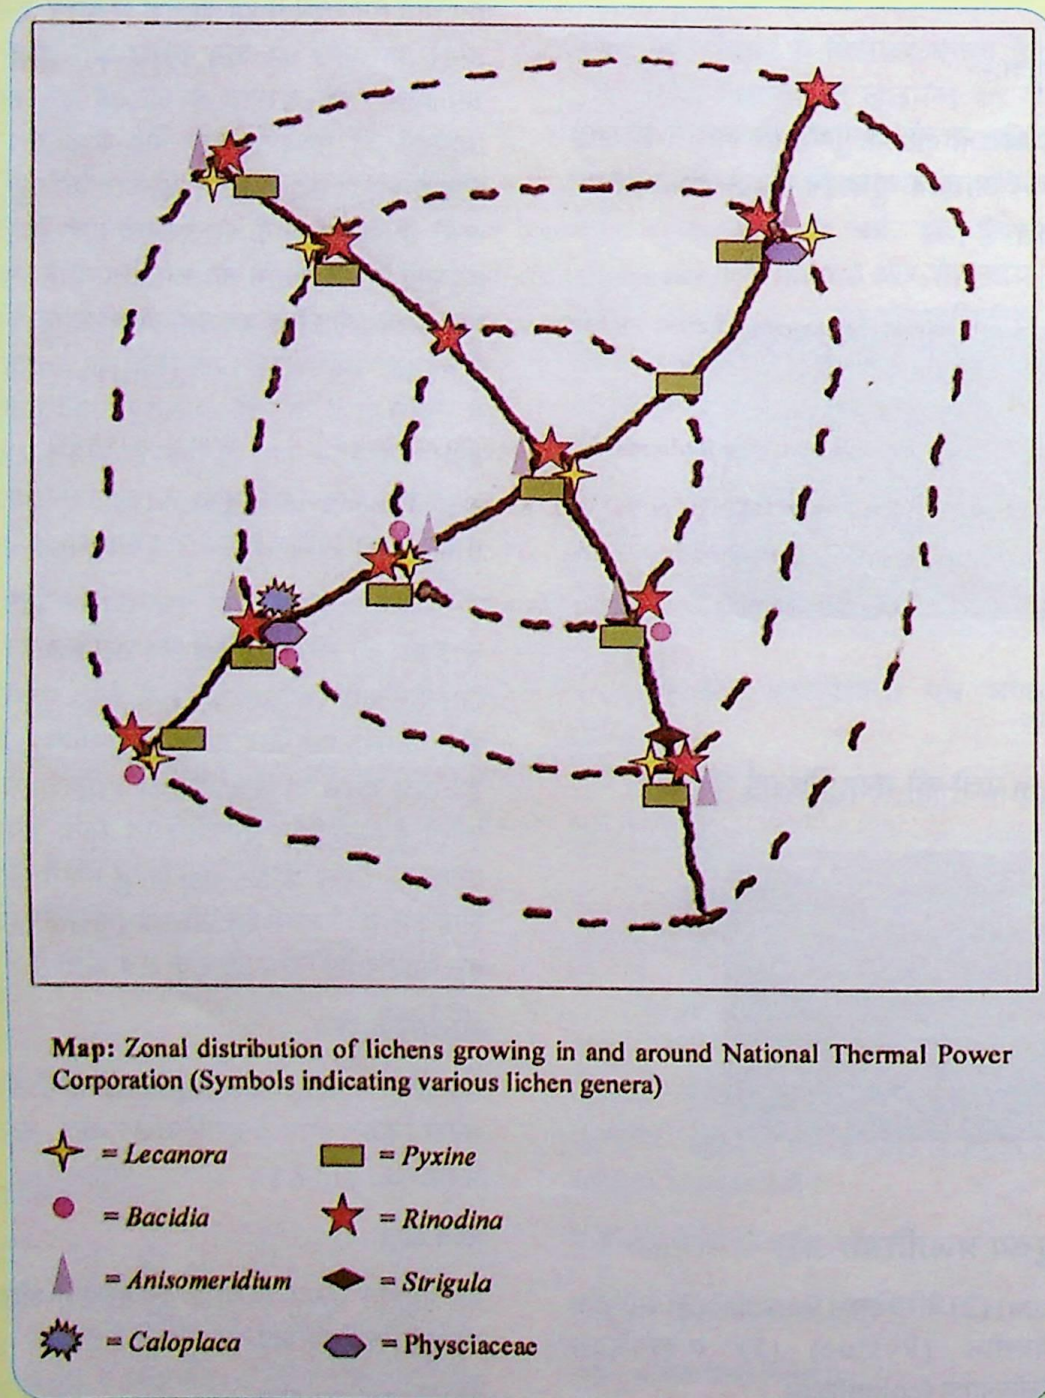 Map: Zonal distribution of lichens growing in and around National Thermal Power
Corporation (Symbols indicating various lichen genera)
= Lecanora
= Pyxine
= Bacidia
= Rinodina
= Anisomeridium
= Strigula
= Caloplaca
= Physciaceae